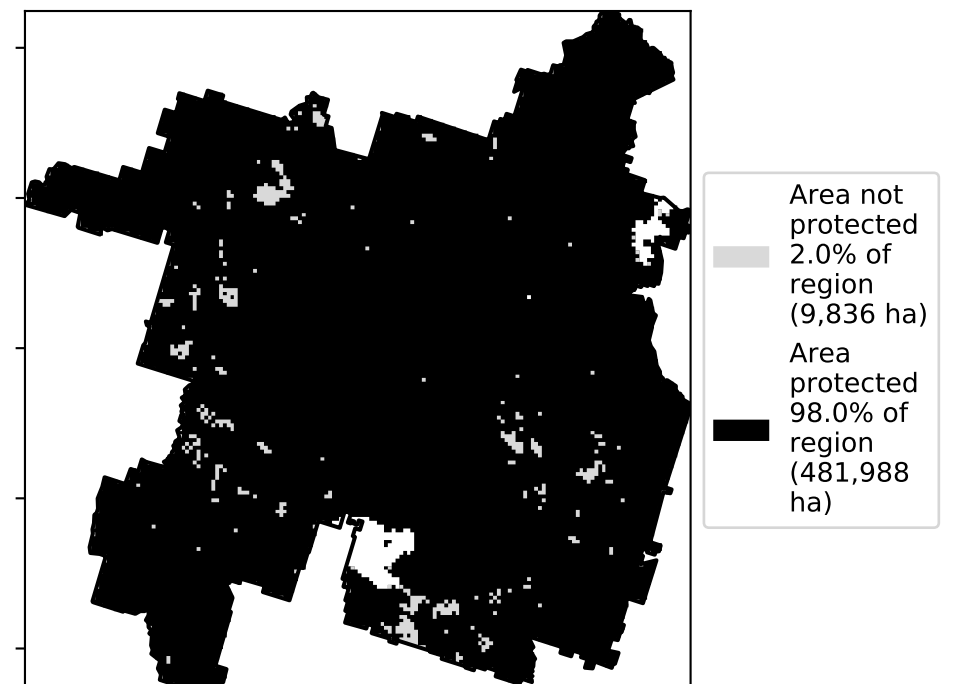 Area not
protected
2.0% of
region
(9,836 ha)
Area
protected
98.0% of
region
(481,988
ha)